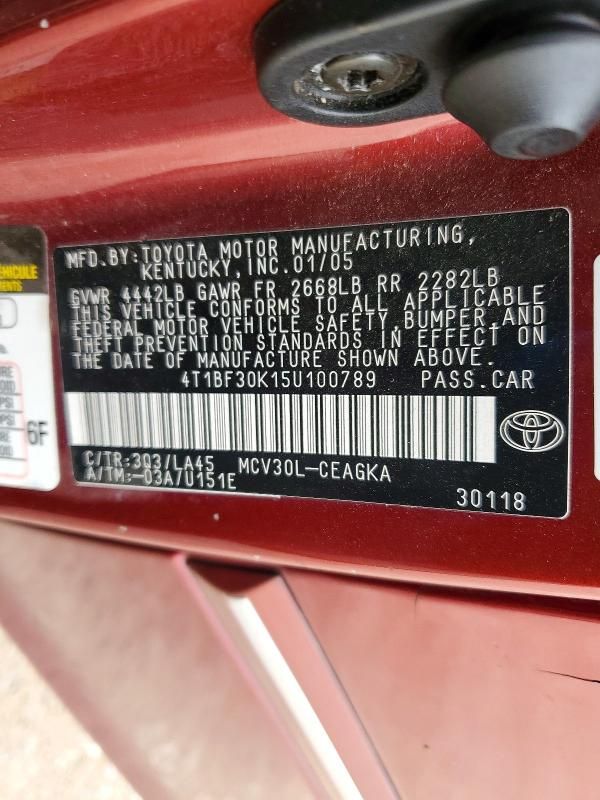 MFD.BY:TOYOTA MOTOR MANUFACTURING,
KENTUCKY,INC.01/05
GVWR 4442LB GAWR FR 2668LB RR 2282LB
THIS VEHICLE CONFORMS TO ALL APPLICABLE
FEDERAL MOTOR VEHICLE SAFETY,BUMPER,AND
THEFT PREVENTION STANDARDS IN EFFECT ON
THE DATE OF MANUFACTURE SHOWN ABOVE.
4T1BF30K15U100789 PASS.CAR
C/TR:3Q3/LA45 MCV30L-CEAGKA
A/TM:-03A/U151E
30118
6F